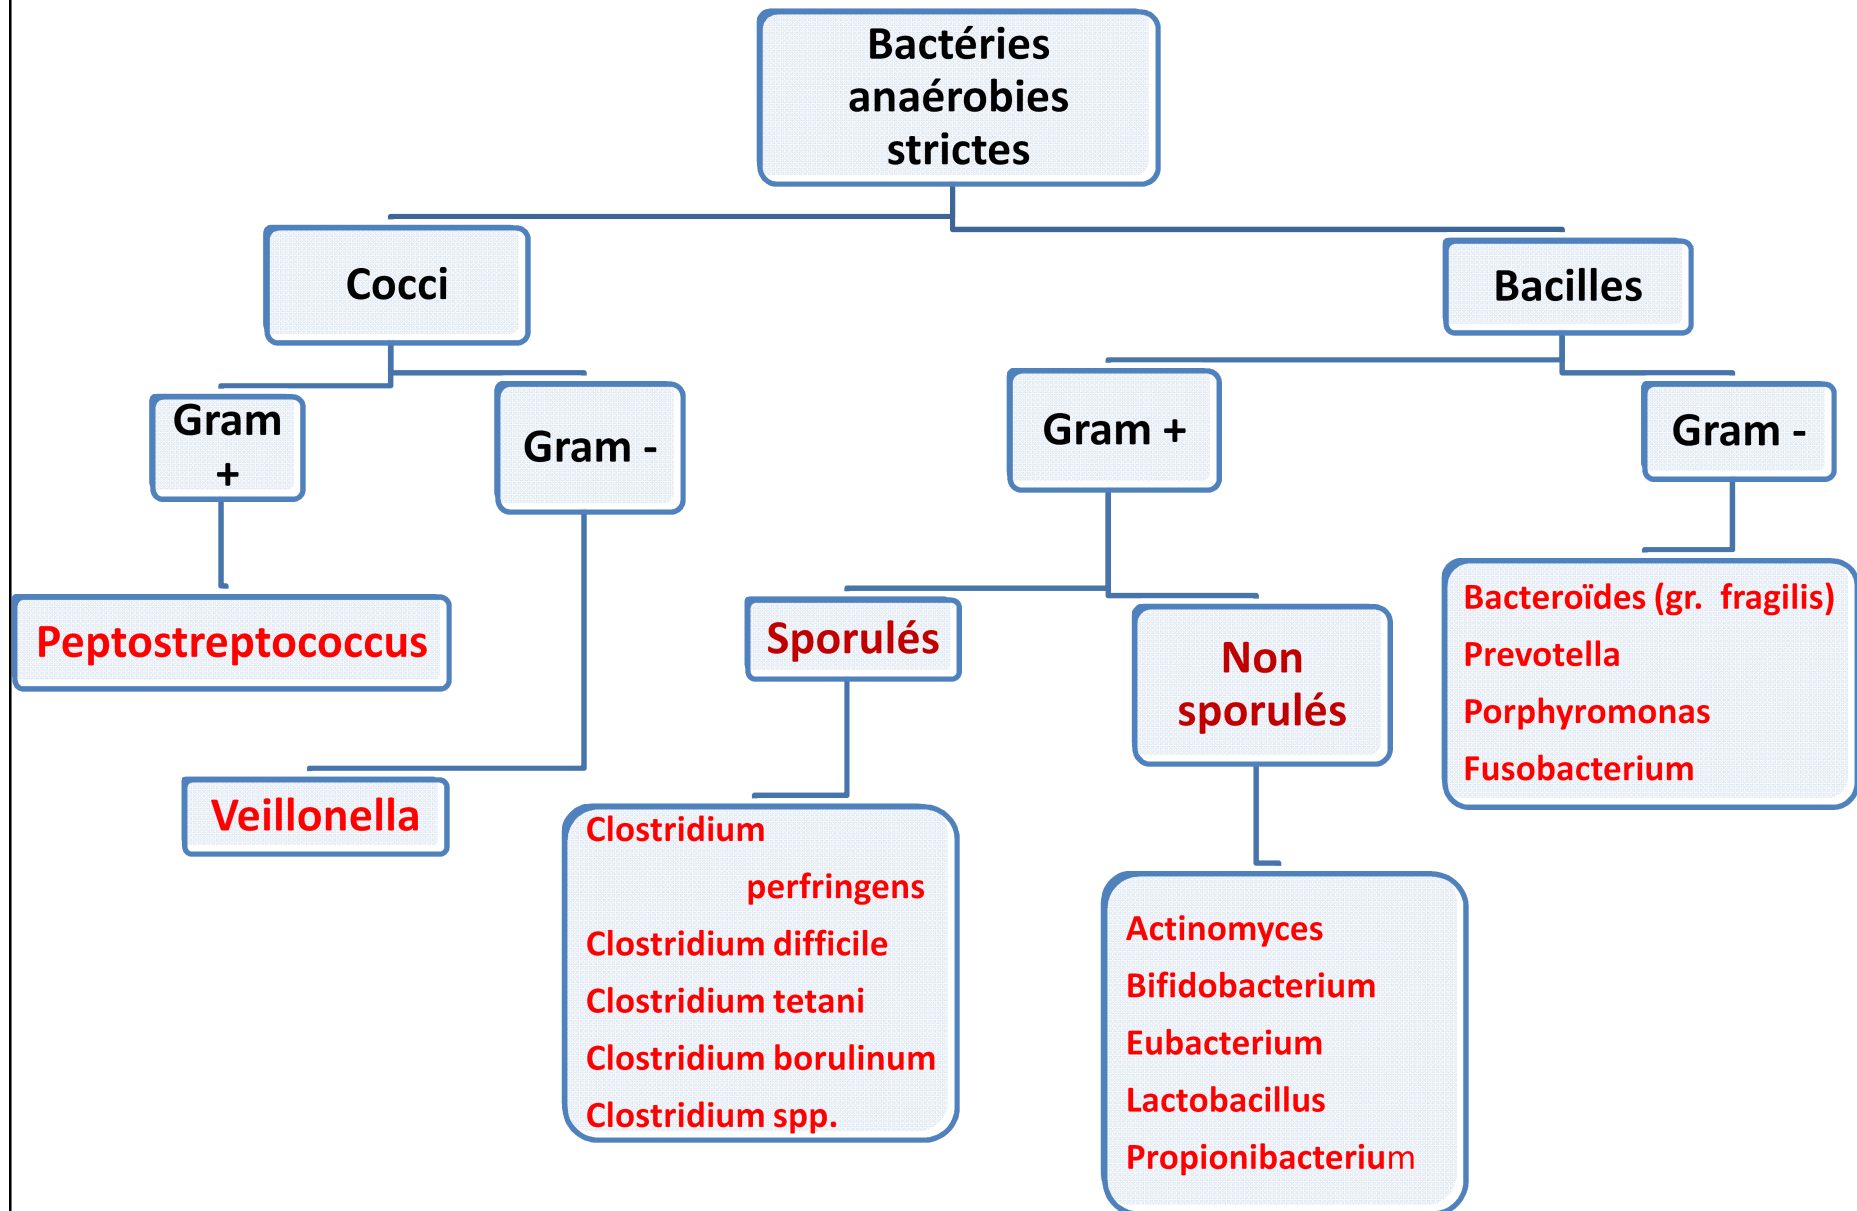 Bactéries
anaérobies
strictes
Cocci
Bacilles
Gram
+
Gram -
Gram +
Gram -
Peptostreptococcus
Veillonella
Sporulés
Non
sporulés
Bacteroïdes (gr. fragilis)
Prevotella
Porphyromonas
Fusobacterium
Clostridium
perfringens
Clostridium difficile
Clostridium tetani
Clostridium borulinum
Clostridium spp.
Actinomyces
Bifidobacterium
Eubacterium
Lactobacillus
Propionibacterium